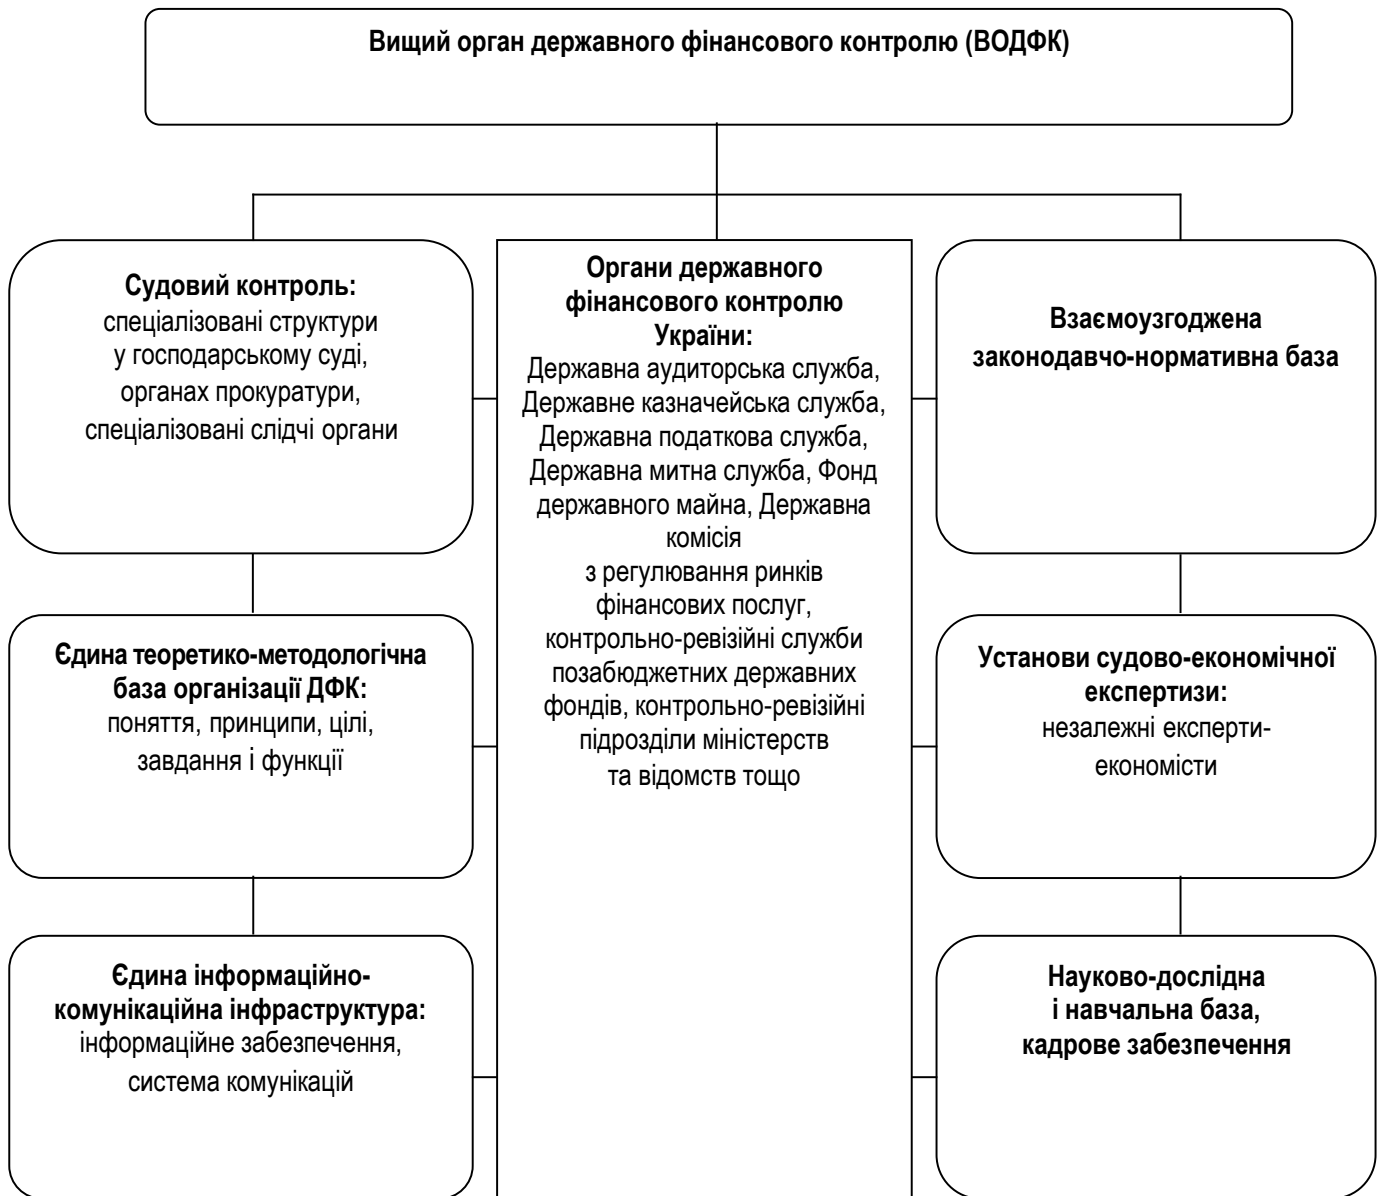 Вищий орган державного фінансового контролю (ВОДФК)
Судовий контроль:
спеціалізовані структури
у господарському суді,
органах прокуратури,
спеціалізовані слідчі органи
Органи державного
фінансового контролю
України:
Державна аудиторська служба,
Державне казначейська служба,
Державна податкова служба,
Державна митна служба, Фонд
державного майна, Державна
комісія
з регулювання ринків
фінансових послуг,
контрольно-ревізійні служби
позабюджетних державних
фондів, контрольно-ревізійні
підрозділи міністерств
та відомств тощо
Взаємоузгоджена
законодавчо-нормативна база
Єдина теоретико-методологічна
база організації ДФК:
поняття, принципи, цілі,
завдання і функції
Установи судово-економічної
експертизи:
незалежні експерти-
економісти
Єдина інформаційно-
комунікаційна інфраструктура:
інформаційне забезпечення,
система комунікацій
Науково-дослідна
і навчальна база,
кадрове забезпечення